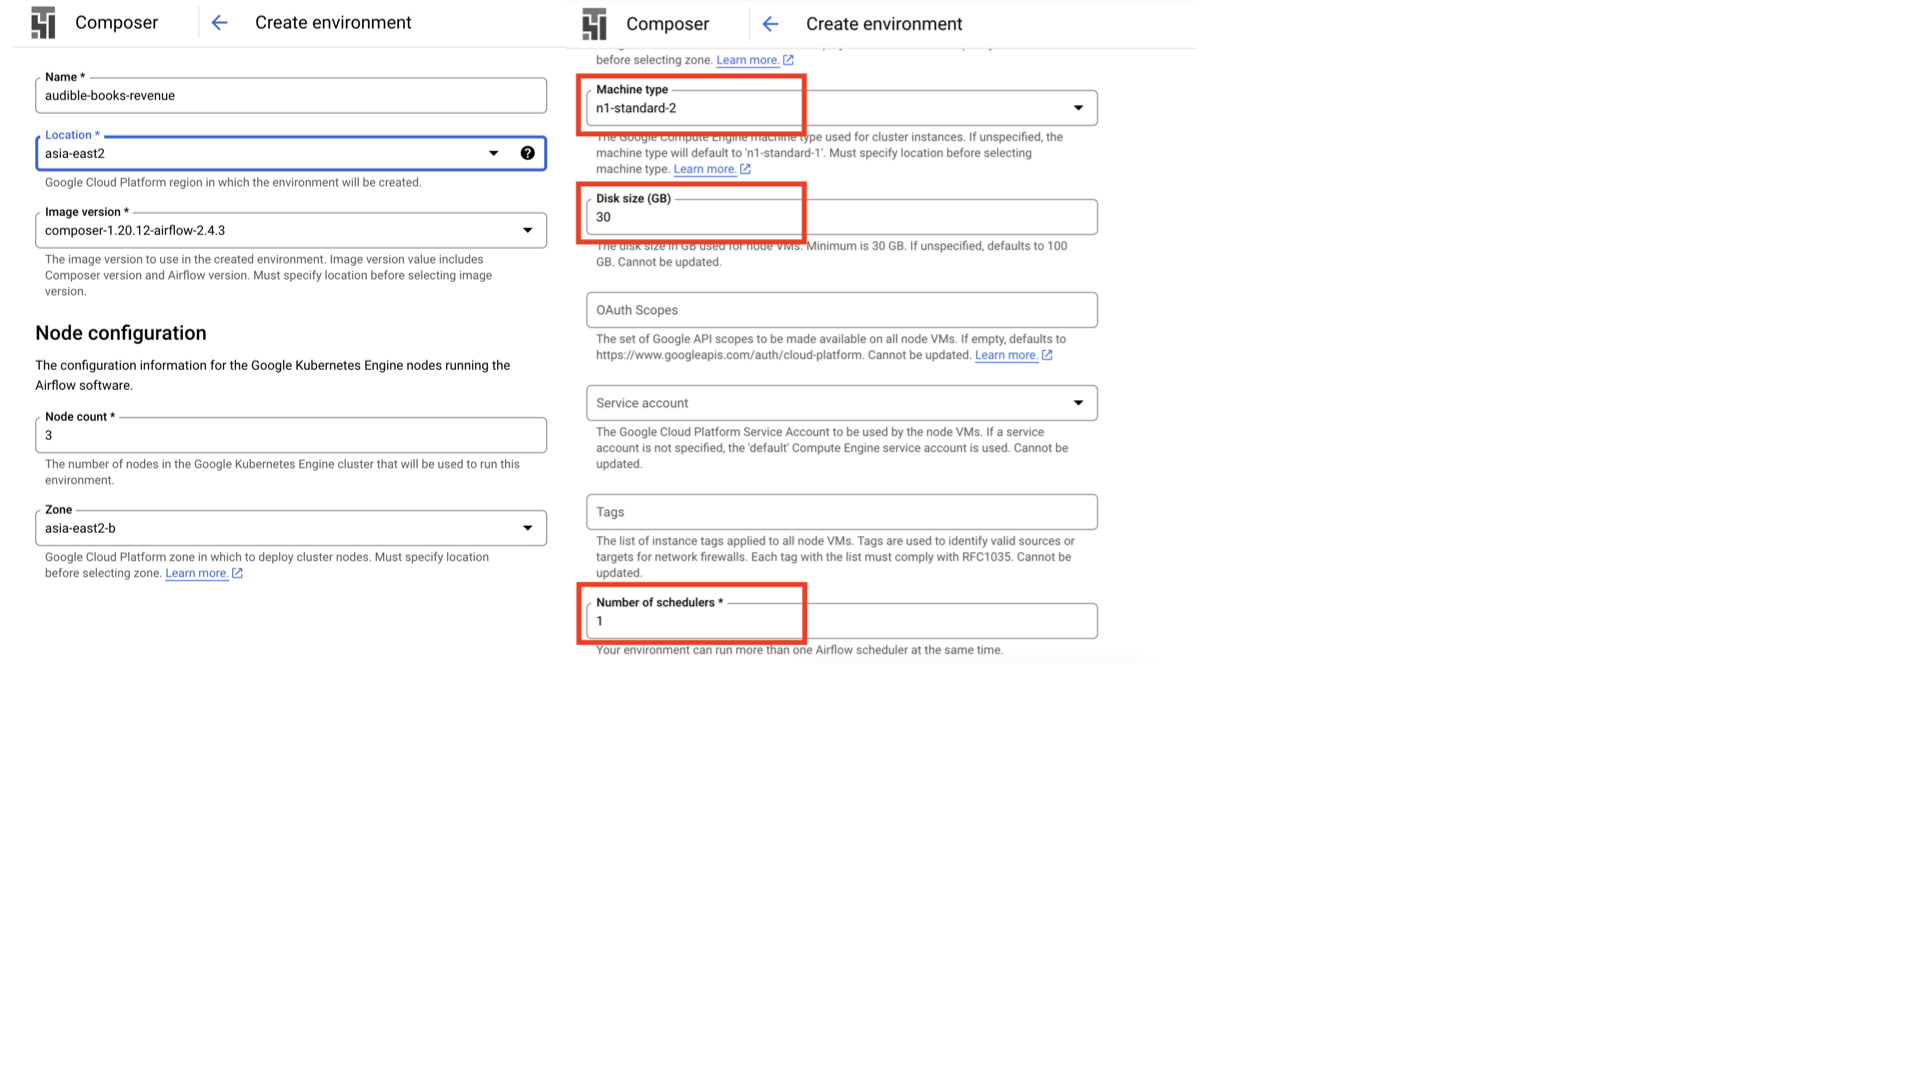 Composer
Create environment
Name *
audible-books-revenue
Location *
asia-east2
Google Cloud Platform region in which the environment will be created.
Image version *
composer-1.20.12-airflow-2.4.3
The image version to use in the created environment. Image version value includes
Composer version and Airflow version. Must specify location before selecting image
version.
Node configuration
The configuration information for the Google Kubernetes Engine nodes running the
Airflow software.
Node count *
3
The number of nodes in the Google Kubernetes Engine cluster that will be used to run this
environment.
Zone
asia-east2-b
Google Cloud Platform zone in which to deploy cluster nodes. Must specify location
before selecting zone. Learn more.
Composer
Create environment
before selecting zone. Learn more.
Machine type
n1-standard-2
The Google Compute Engine machine type used for cluster instances. If unspecified, the
machine type will default to 'n1-standard-1'. Must specify location before selecting
machine type. Learn more.
Disk size (GB)
30
The disk size in GB used for node VMs. Minimum is 30 GB. If unspecified, defaults to 100
GB. Cannot be updated.
OAuth Scopes
The set of Google API scopes to be made available on all node VMs. If empty, defaults to
https://www.googleapis.com/auth/cloud-platform. Cannot be updated. Learn more.
Service account
The Google Cloud Platform Service Account to be used by the node VMs. If a service
account is not specified, the 'default' Compute Engine service account is used. Cannot be
updated.
Tags
The list of instance tags applied to all node VMs. Tags are used to identify valid sources or
targets for network firewalls. Each tag with the list must comply with RFC1035. Cannot be
updated.
Number of schedulers *
1
Your environment can run more than one Airflow scheduler at the same time.